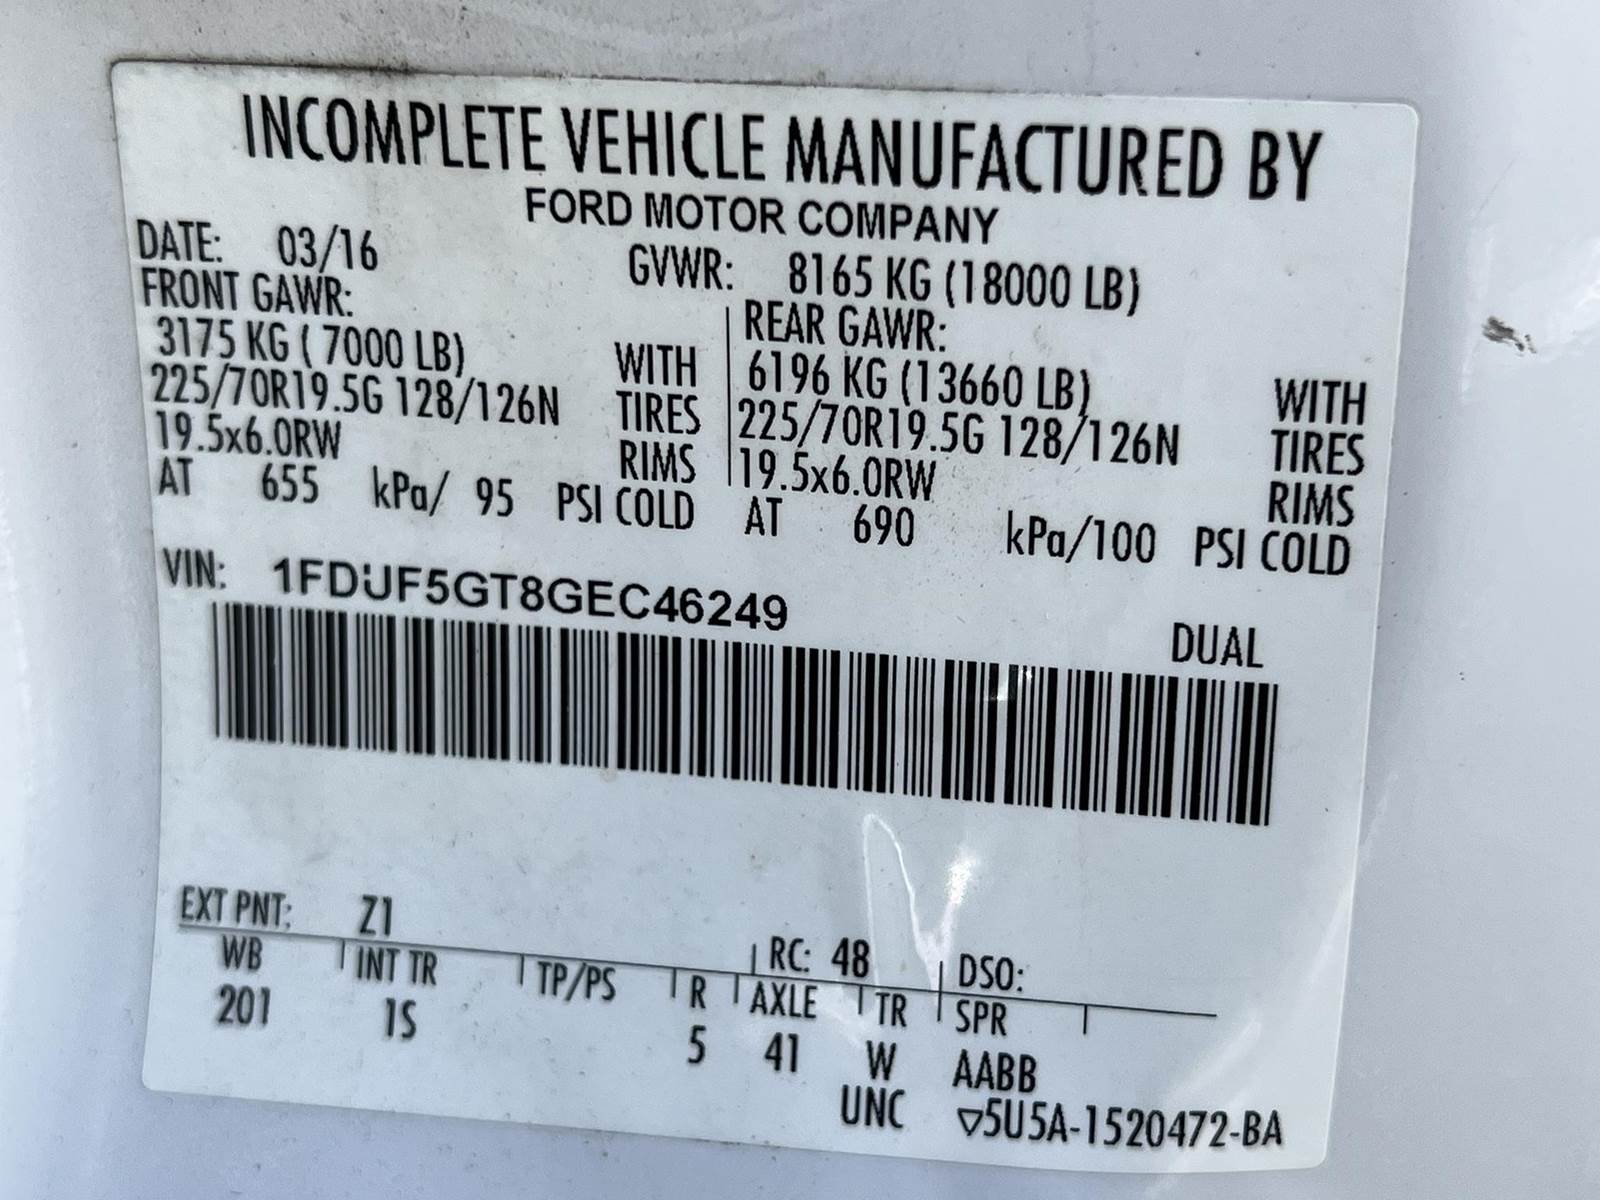 INCOMPLETE VEHICLE MANUFACTURED BY
FORD MOTOR COMPANY
DATE: 03/16 GVWR: 8165 KG (18000 LB)
FRONT GAWR: REAR GAWR:
3175 KG ( 7000 LB) WITH 6196 KG (13660 LB) WITH
225/70R19.5G 128/126N TIRES 225/70R19.5G 128/126N TIRES
19.5x6.0RW RIMS 19.5x6.0RW RIMS
AT 655 kPa/ 95 PSI COLD AT 690 kPa/100 PSI COLD
VIN: 1FDUF5GT8GEC46249
DUAL
EXT PNT: Z1 RC: 48 DSO:
WB INT TR TP/PS R AXLE TR SPR
201 1S 5 41 W AABB
UNC ▽5U5A-1520472-BA